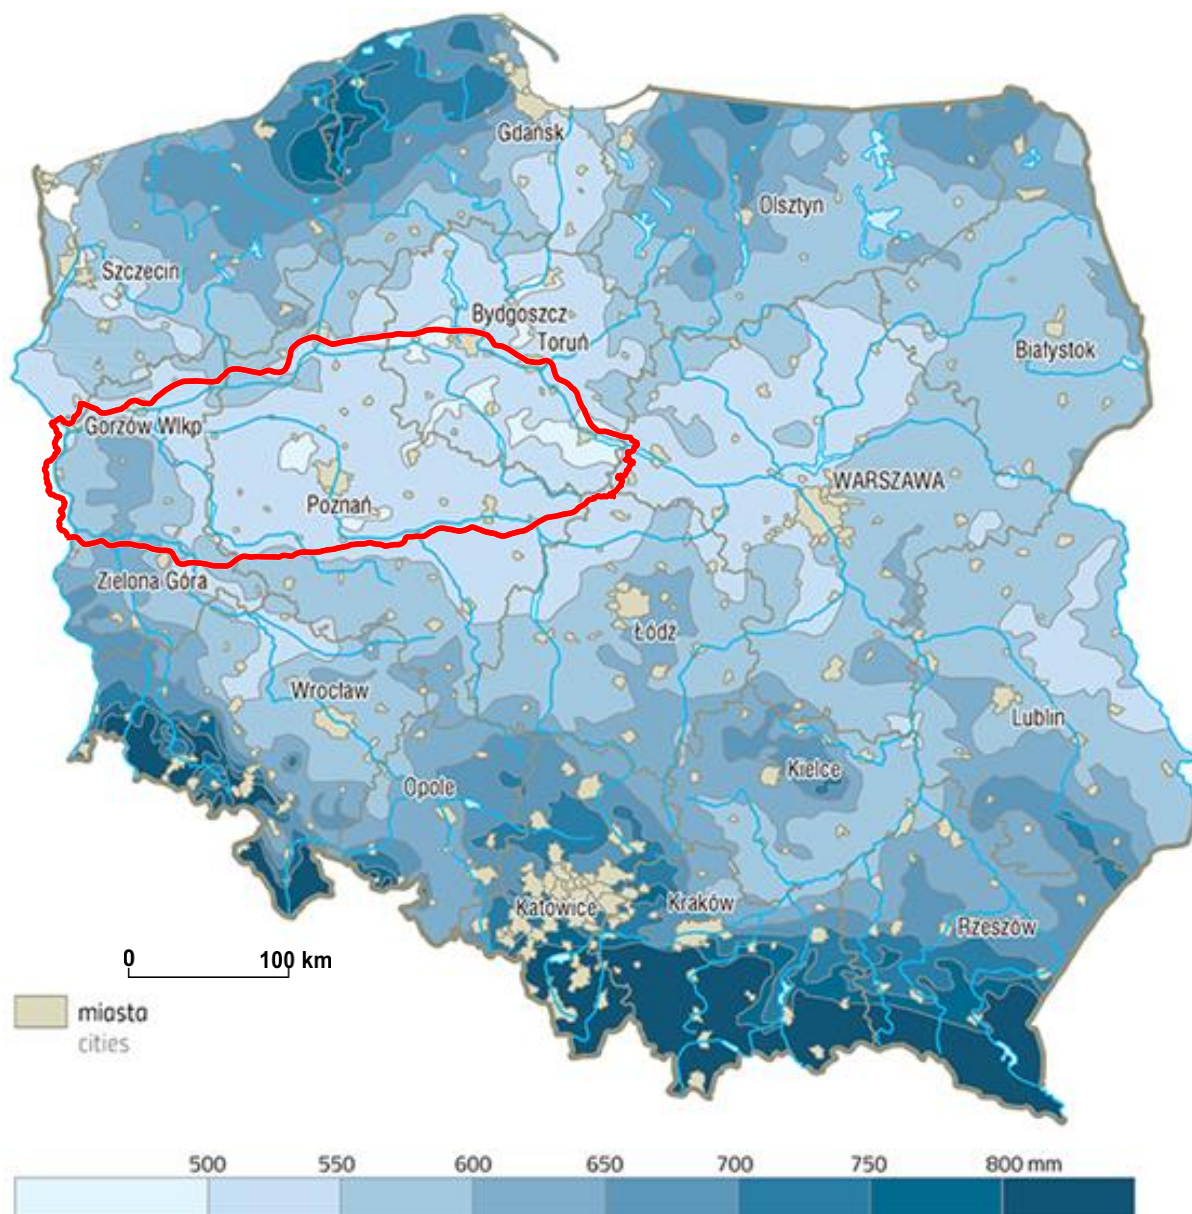 Gdańsk
Olsztyn
Szczecin
Bydgoszcz
Toruń
Białystok
Gorzów Wlkp
WARSZAWA
Poznań
Zielona Góra
Łódź
Wrocław
Lublin
Kielce
Opole
Katowice
Kraków
Rzeszów
0 100 km
miasta
cities
500 550 600 650 700 750 800 mm